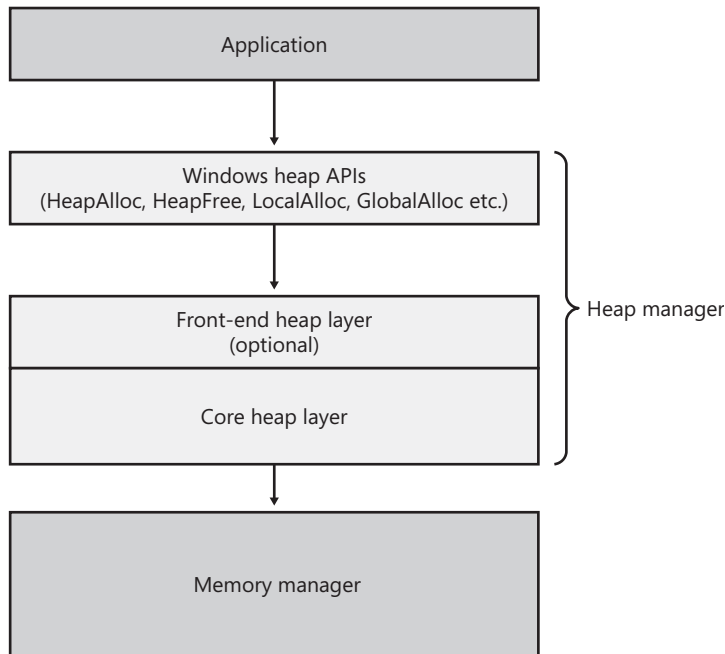 Application
Windows heap APIs
(HeapAlloc, HeapFree, LocalAlloc, GlobalAlloc etc.)
Front-end heap layer
(optional)
Heap manager
Core heap layer
Memory manager